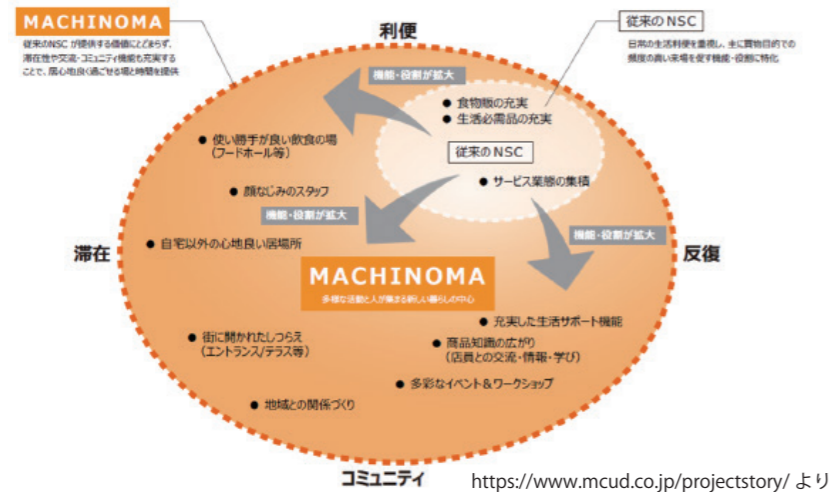 MACHINOMA
従来のNSC が提供する価値にとどまらず、
滞在性や交流・コミュニティ機能も充実する
ことで、居心地良く過ごせる場と時間を提供
利便
従来のNSC
日常の生活利便を重視し、主に買物目的での
頻度の高い来場を促す機能・役割に特化
機能・役割が拡大
● 食物販の充実
● 生活必需品の充実
● 使い勝手が良い飲食の場
(フードホール等)
従来のNSC
● サービス業態の集積
● 顔なじみのスタッフ
機能・役割が拡大
機能・役割が拡大
滞在
● 自宅以外の心地良い居場所
反復
MACHINOMA
多様な活動と人が集まる新しい暮らしの中心
● 充実した生活サポート機能
● 街に開かれたしつらえ
(エントランス/テラス等)
● 商品知識の広がり
(店員との交流・情報・学び)
● 多彩なイベント&ワークショップ
● 地域との関係づくり
コミュニティ
https://www.mcud.co.jp/projectstory/ より